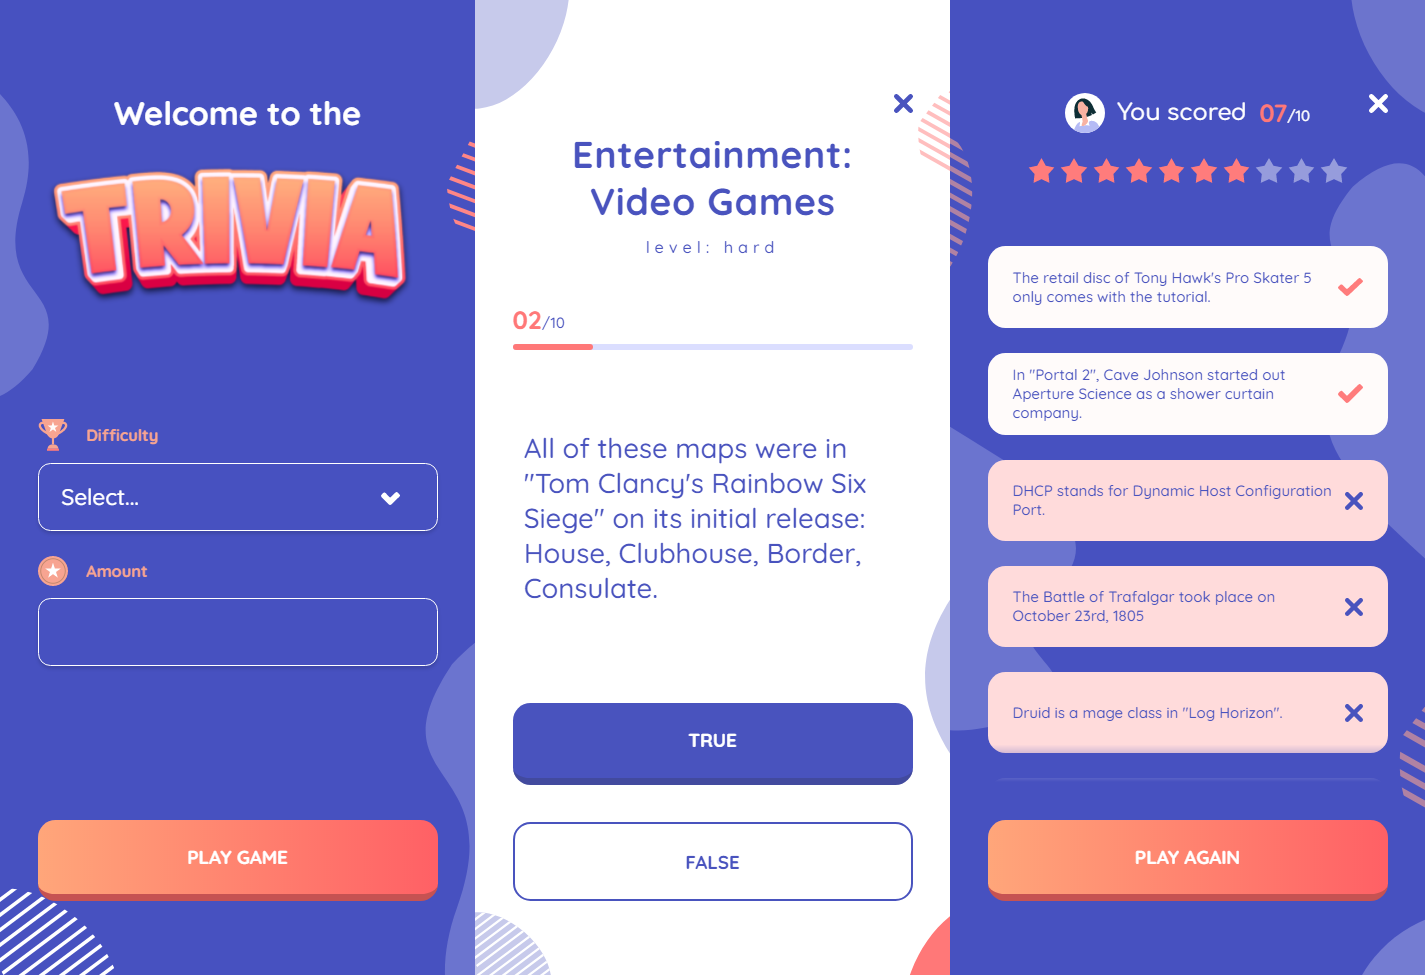 Welcome to the
TRIVIA
Difficulty
Select...
Amount
PLAY GAME
Entertainment:
Video Games
level: hard
02/10
All of these maps were in
"Tom Clancy's Rainbow Six
Siege" on its initial release:
House, Clubhouse, Border,
Consulate.
TRUE
FALSE
You scored 07/10
The retail disc of Tony Hawk's Pro Skater 5
only comes with the tutorial.
In "Portal 2", Cave Johnson started out
Aperture Science as a shower curtain
company.
DHCP stands for Dynamic Host Configuration
Port.
The Battle of Trafalgar took place on
October 23rd, 1805
Druid is a mage class in "Log Horizon".
PLAY AGAIN